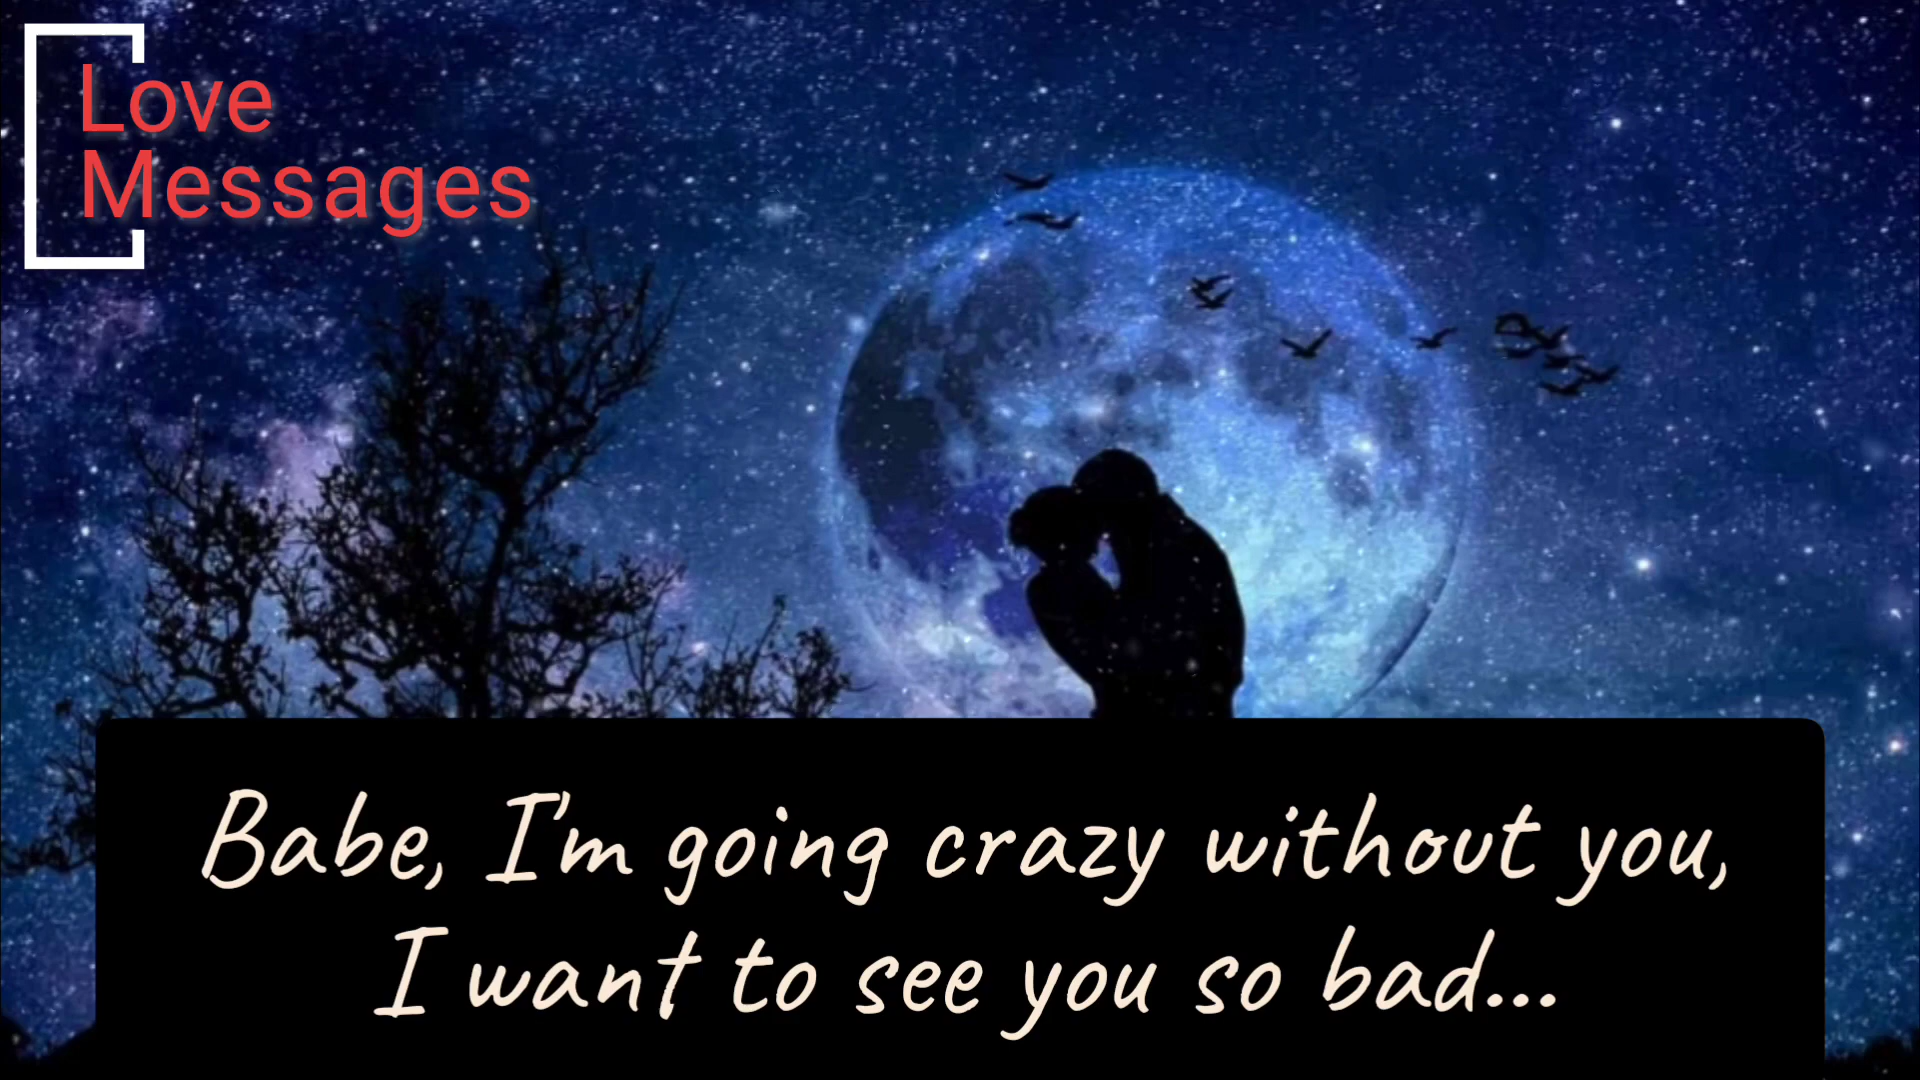 Love
Messages
Babe, I'm going crazy without you,
I want to see you so bad...